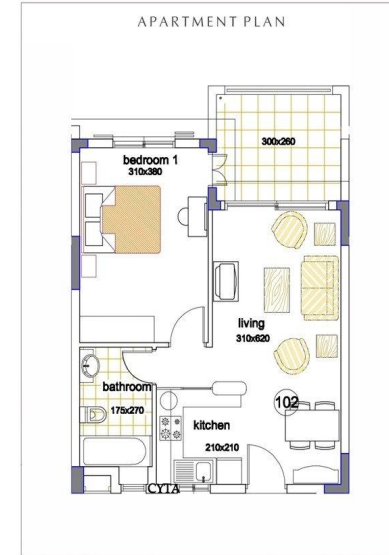 APARTMENT PLAN
300x260
bedroom 1
310x380
living
310x620
bathroom
175x270
102
kitchen
210x210
CYTA